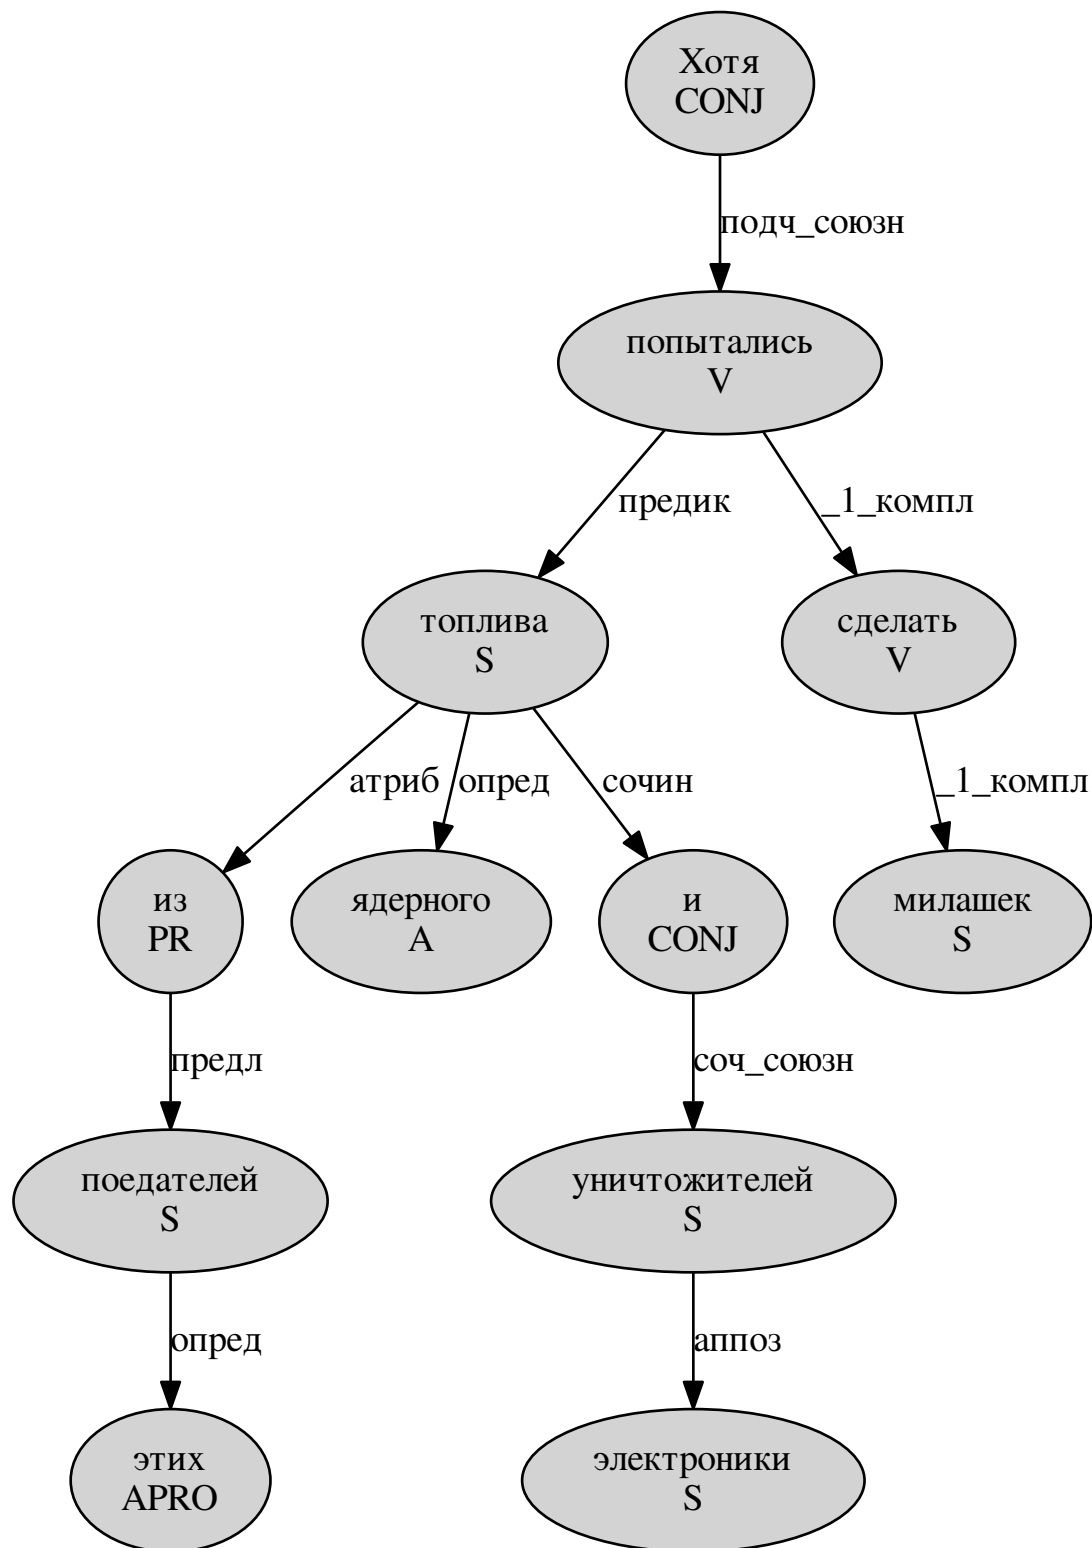 Хотя
CONJ
подч_союзн
попытались
V
предик
_1_компл
топлива
S
сделать
V
атриб
опред
сочин
_1_компл
из
PR
ядерного
A
и
CONJ
милашек
S
предл
соч_союзн
поедателей
S
уничтожителей
S
опред
аппоз
этих
APRO
электроники
S